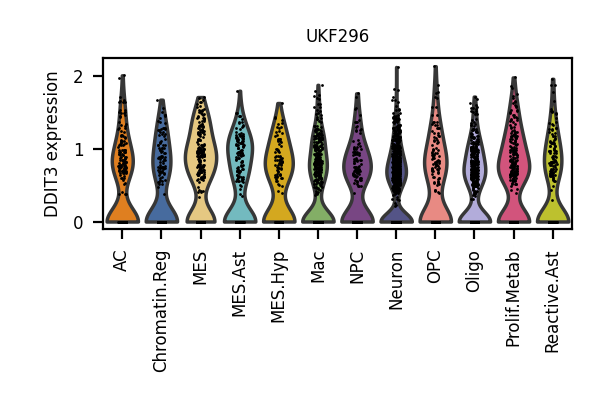 UKF296
DDIT3 expression
2
1
0
AC
Chromatin.Reg
MES
MES.Ast
MES.Hyp
Mac
NPC
Neuron
OPC
Oligo
Prolif.Metab
Reactive.Ast